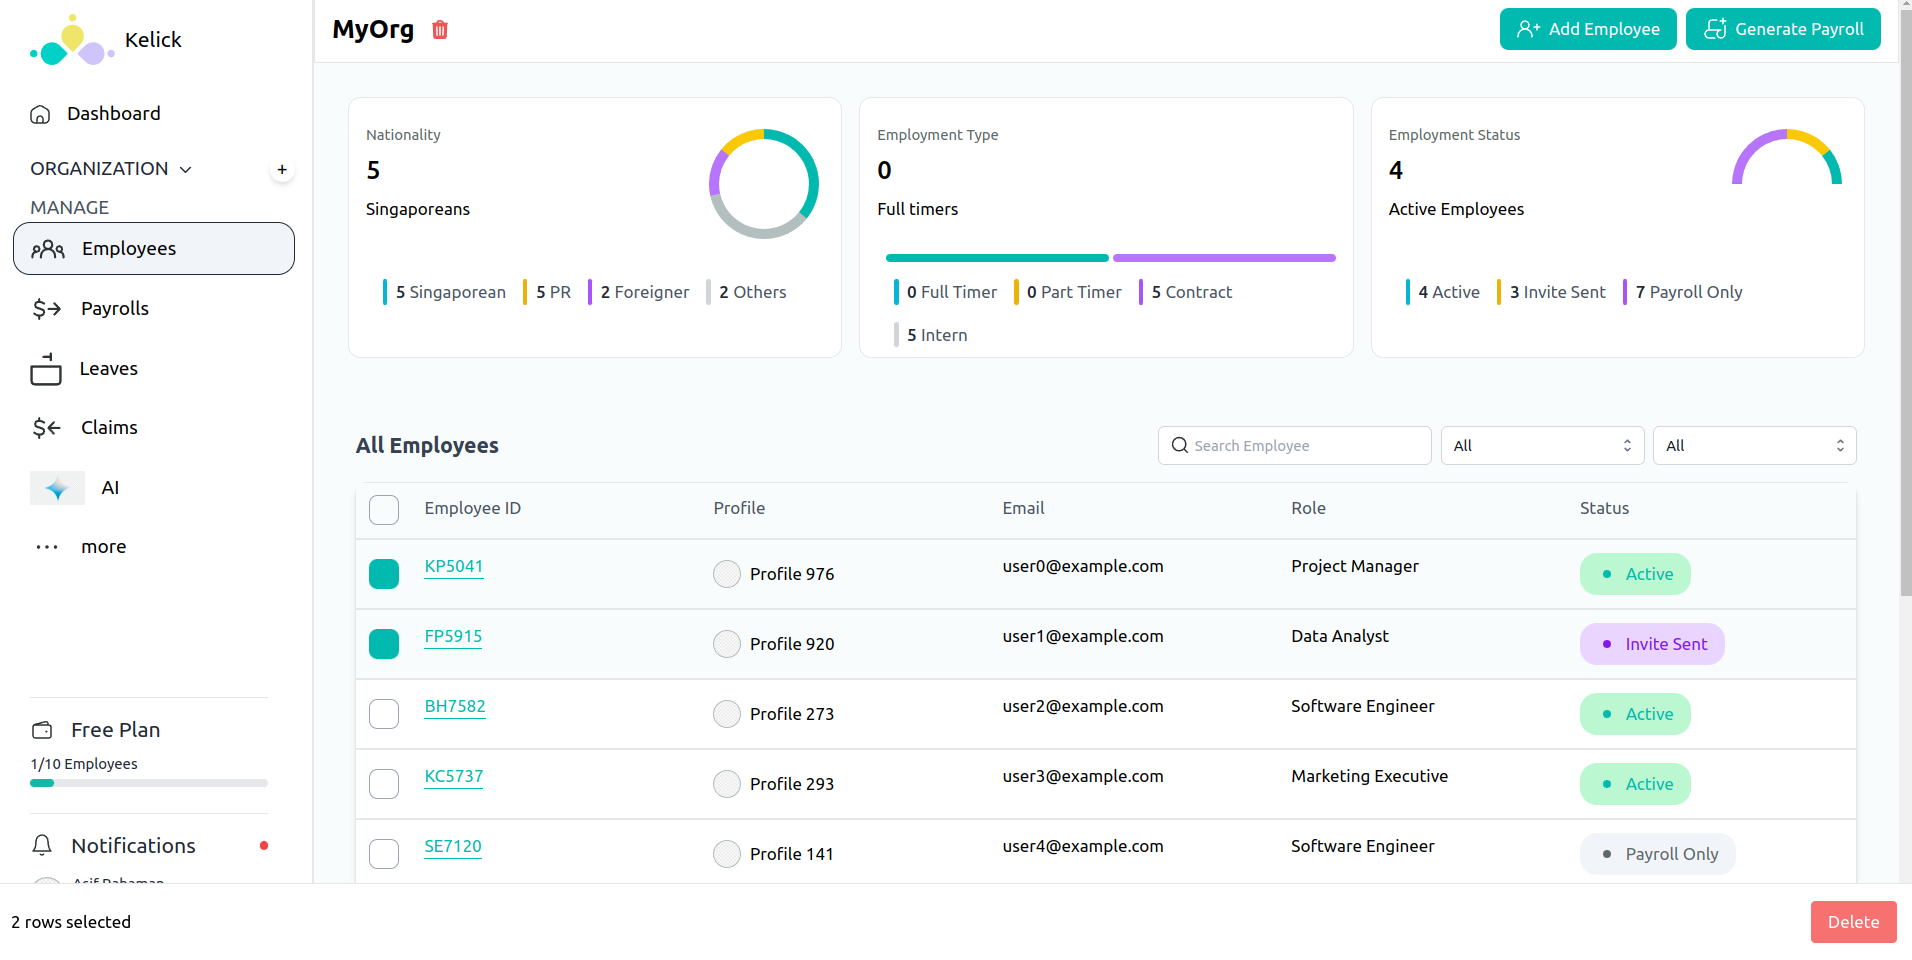 Kelick
Dashboard
ORGANIZATION
+
MANAGE
Employees
Payrolls
Leaves
Claims
AI
more
Free Plan
1/10 Employees
Notifications
Asif Rahaman
MyOrg
Add Employee
Generate Payroll
Nationality
5
Singaporeans
5 Singaporean
5 PR
2 Foreigner
2 Others
Employment Type
0
Full timers
0 Full Timer
0 Part Timer
5 Contract
5 Intern
Employment Status
4
Active Employees
4 Active
3 Invite Sent
7 Payroll Only
All Employees
Search Employee
All
All
Employee ID Profile Email Role Status
KP5041 Profile 976 user0@example.com Project Manager Active
FP5915 Profile 920 user1@example.com Data Analyst Invite Sent
BH7582 Profile 273 user2@example.com Software Engineer Active
KC5737 Profile 293 user3@example.com Marketing Executive Active
SE7120 Profile 141 user4@example.com Software Engineer Payroll Only
2 rows selected
Delete